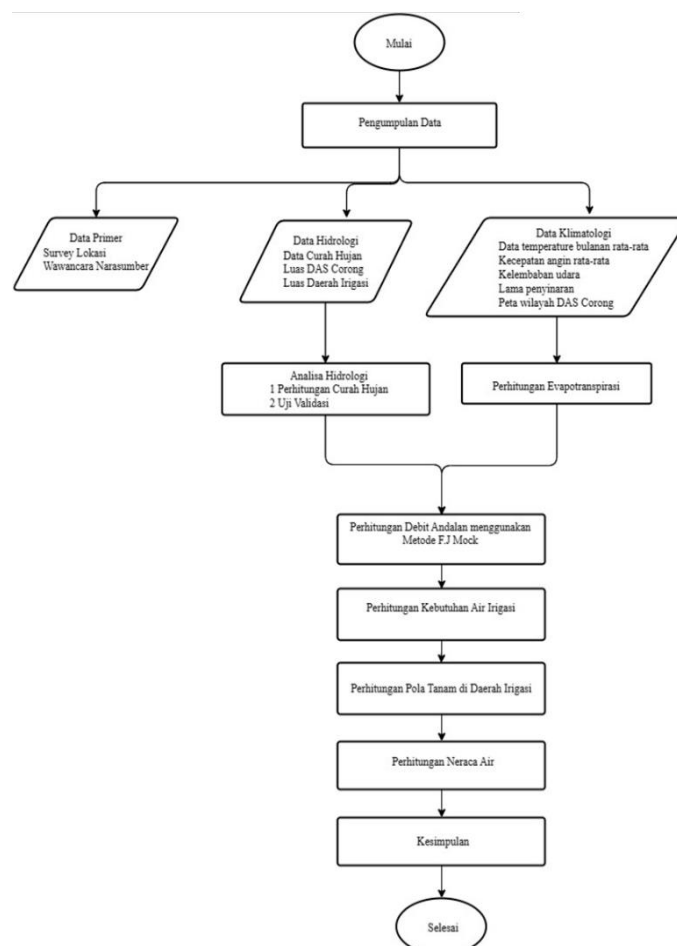 Mulai
Pengumpulan Data
Data Primer
Survey Lokasi
Wawancara Narasumber
Data Hidrologi
Data Curah Hujan
Luas DAS Corong
Luas Daerah Irigasi
Data Klimatologi
Data temperature bulanan rata-rata
Kecepatan angin rata-rata
Kelembaban udara
Lama penyinaran
Peta wilayah DAS Corong
Analisa Hidrologi
1 Perhitungan Curah Hujan
2 Uji Validasi
Perhitungan Evapotranspirasi
Perhitungan Debit Andalan menggunakan
Metode F.J Mock
Perhitungan Kebutuhan Air Irigasi
Perhitungan Pola Tanam di Daerah Irigasi
Perhitungan Neraca Air
Kesimpulan
Selesai